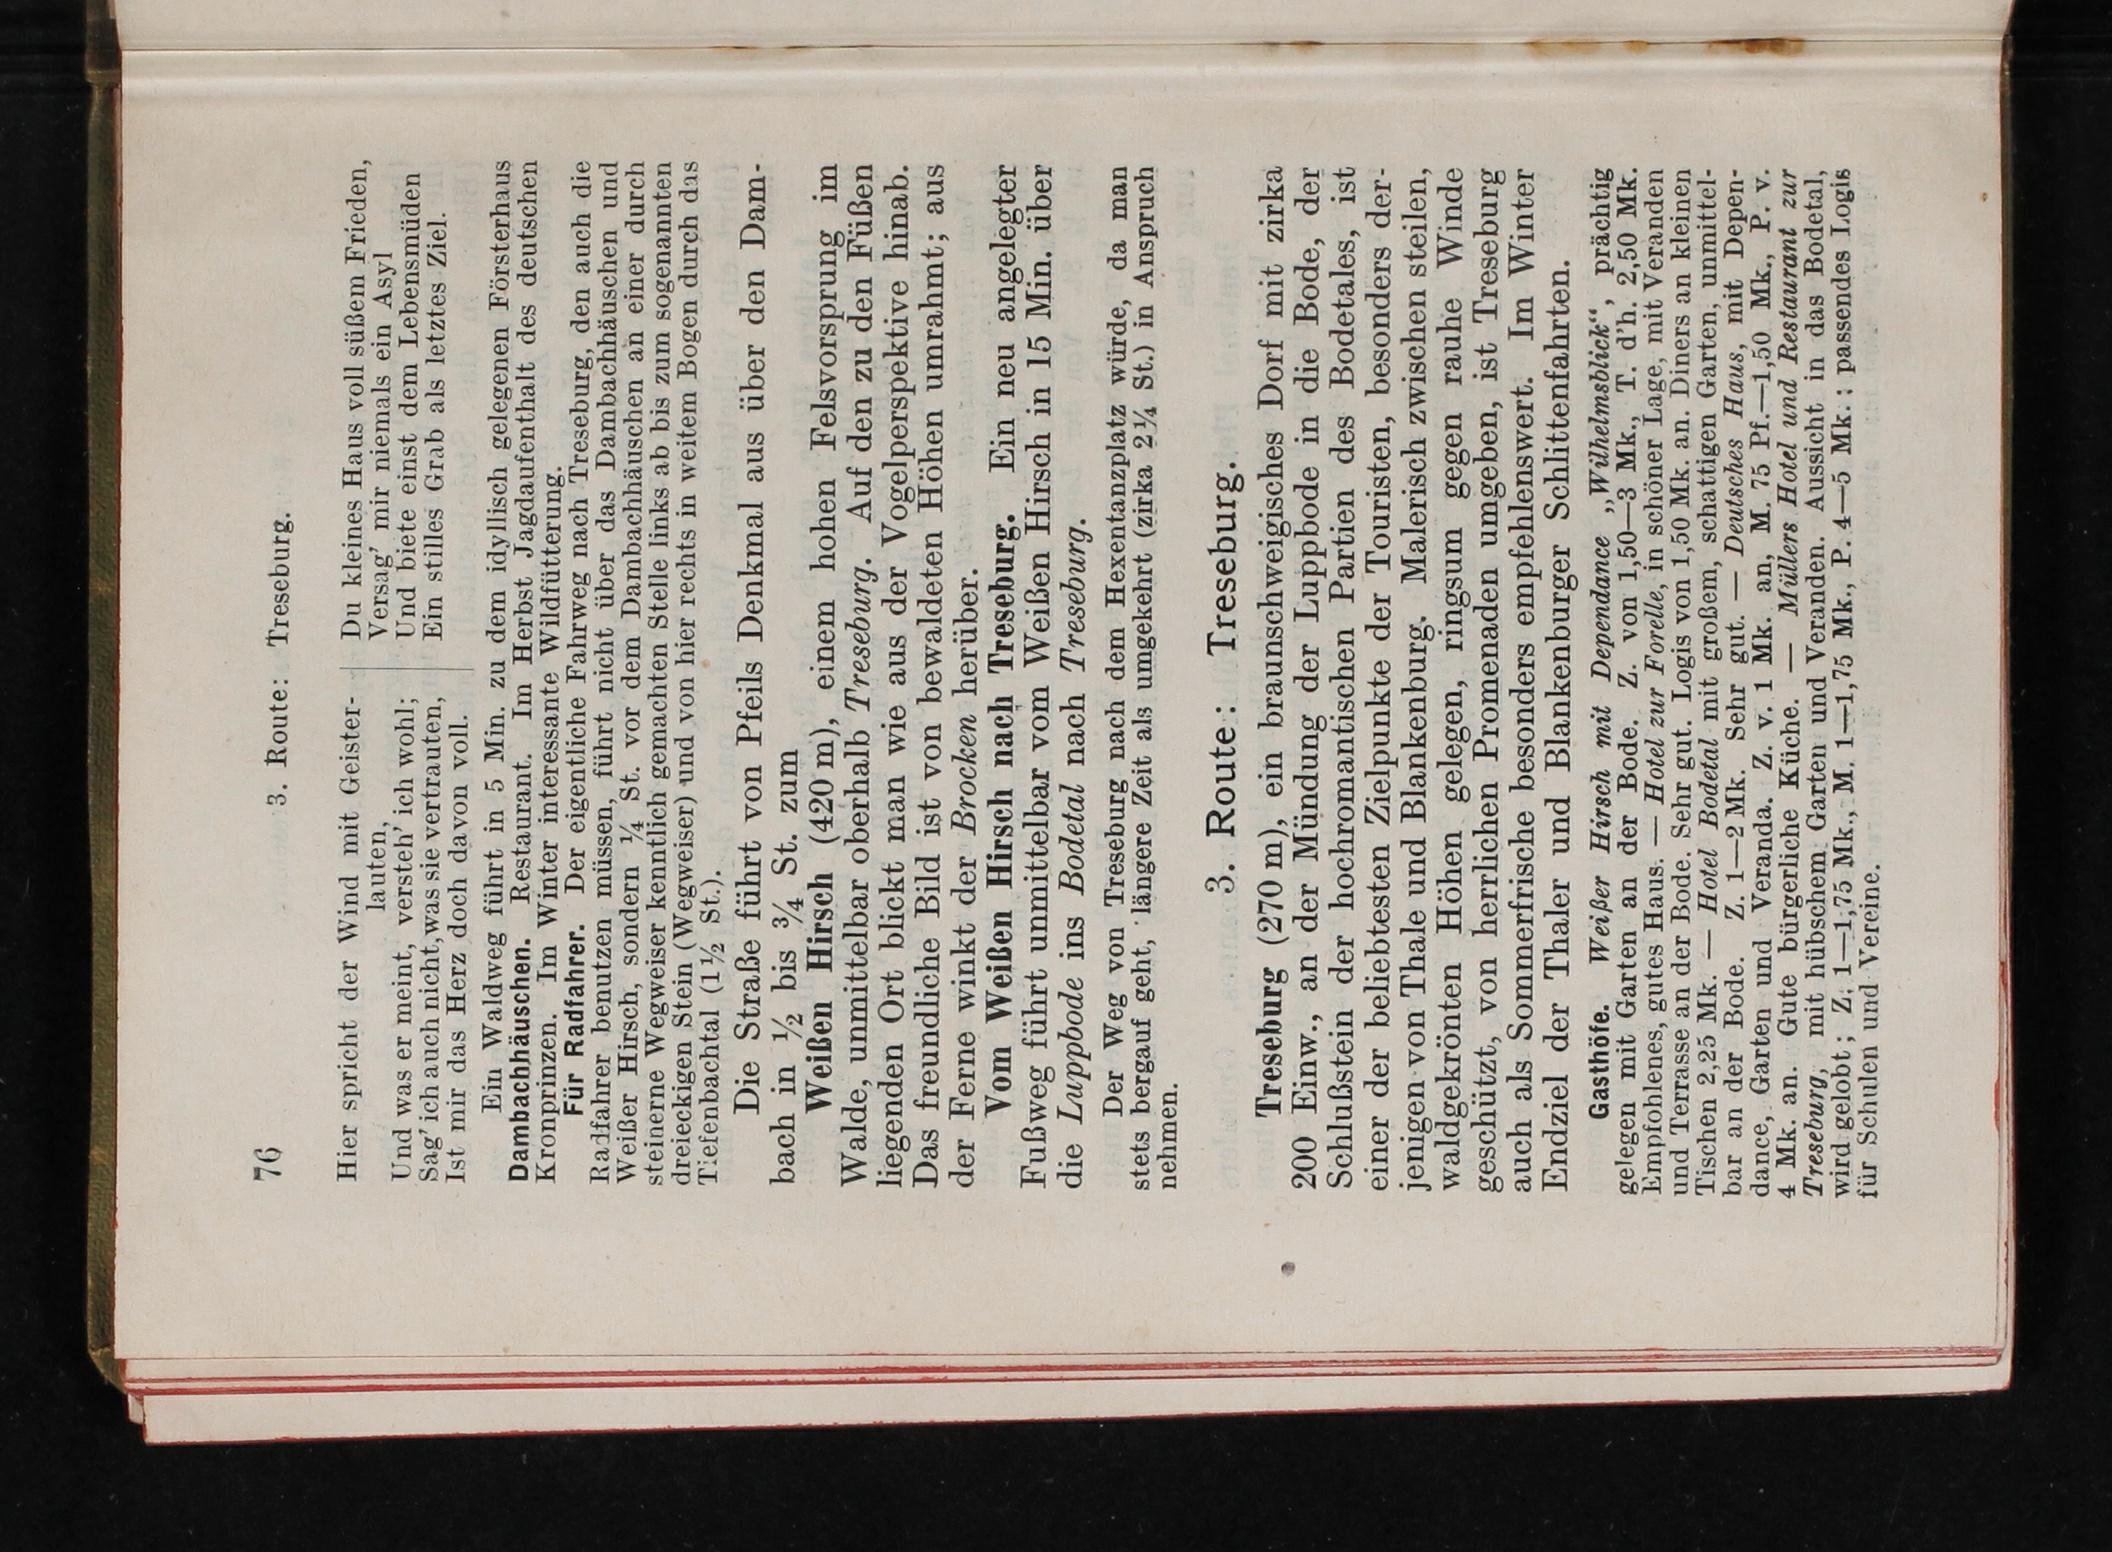 76
3. Route: Treseburg.
Hier spricht der Wind mit Geister-
lauten,
Und was er meint, versteh' ich wohl;
Sag' ich auch nicht, was sie vertrauten,
Ist mir das Herz doch davon voll.
Du kleines Haus voll süßem Frieden,
Versag' mir niemals ein Asyl
Und biete einst dem Lebensmüden
Ein stilles Grab als letztes Ziel.
Ein Waldweg führt in 5 Min. zu dem idyllisch gelegenen Försterhaus
Dambachhäuschen. Restaurant. Im Herbst Jagdaufenthalt des deutschen
Kronprinzen. Im Winter interessante Wildfütterung.
Für Radfahrer. Der eigentliche Fahrweg nach Treseburg, den auch die
Radfahrer benutzen müssen, führt nicht über das Dambachhäuschen und
Weißer Hirsch, sondern ¼ St. vor dem Dambachhäuschen an einer durch
steinerne Wegweiser kenntlich gemachten Stelle links ab bis zum sogenannten
dreieckigen Stein (Wegweiser) und von hier rechts in weitem Bogen durch das
Tiefenbachtal (1½ St.).
Die Straße führt von Pfeils Denkmal aus über den Dam-
bach in ½ bis ¾ St. zum
Weißen Hirsch (420 m), einem hohen Felsvorsprung im
Walde, unmittelbar oberhalb Treseburg. Auf den zu den Füßen
liegenden Ort blickt man wie aus der Vogelperspektive hinab.
Das freundliche Bild ist von bewaldeten Höhen umrahmt; aus
der Ferne winkt der Brocken herüber.
Vom Weißen Hirsch nach Treseburg. Ein neu angelegter
Fußweg führt unmittelbar vom Weißen Hirsch in 15 Min. über
die Luppbode ins Bodetal nach Treseburg.
Der Weg von Treseburg nach dem Hexentanzplatz würde, da man
stets bergauf geht, längere Zeit als umgekehrt (zirka 2¼ St.) in Anspruch
nehmen.
3. Route: Treseburg.
Treseburg (270 m), ein braunschweigisches Dorf mit zirka
200 Einw., an der Mündung der Luppbode in die Bode, der
Schlußstein der hochromantischen Partien des Bodetales, ist
einer der beliebtesten Zielpunkte der Touristen, besonders der-
jenigen von Thale und Blankenburg. Malerisch zwischen steilen,
waldgekrönten Höhen gelegen, ringsum gegen rauhe Winde
geschützt, von herrlichen Promenaden umgeben, ist Treseburg
auch als Sommerfrische besonders empfehlenswert. Im Winter
Endziel der Thaler und Blankenburger Schlittenfahrten.
Gasthöfe. Weißer Hirsch mit Dependance „Wilhelmsblick“, prächtig
gelegen mit Garten an der Bode. Z. von 1,50—3 Mk., T. d'h. 2,50 Mk.
Empfohlenes, gutes Haus. — Hotel zur Forelle, in schöner Lage, mit Veranden
und Terrasse an der Bode. Sehr gut. Logis von 1,50 Mk. an. Diners an kleinen
Tischen 2,25 Mk. — Hotel Bodetal mit großem, schattigen Garten, unmittel-
bar an der Bode. Z. 1—2 Mk. Sehr gut. — Deutsches Haus, mit Depen-
dance, Garten und Veranda. Z. v. 1 Mk. an, M. 75 Pf.—1,50 Mk., P. v.
4 Mk. an. Gute bürgerliche Küche. — Müllers Hotel und Restaurant zur
Treseburg, mit hübschem Garten und Veranden. Aussicht in das Bodetal,
wird gelobt; Z. 1—1,75 Mk., M. 1—1,75 Mk., P. 4—5 Mk.; passendes Logis
für Schulen und Vereine.